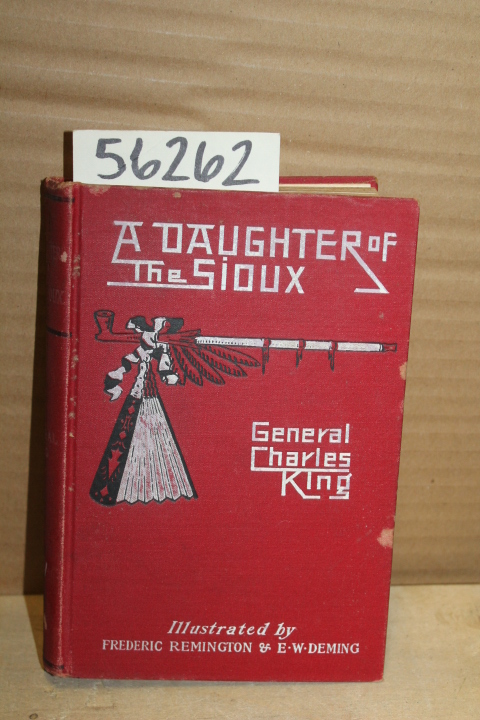 56262
A DAUGHTER OF
The SIOUX
General
Charles
King
Illustrated by
FREDERIC REMINGTON & E·W·DEMING